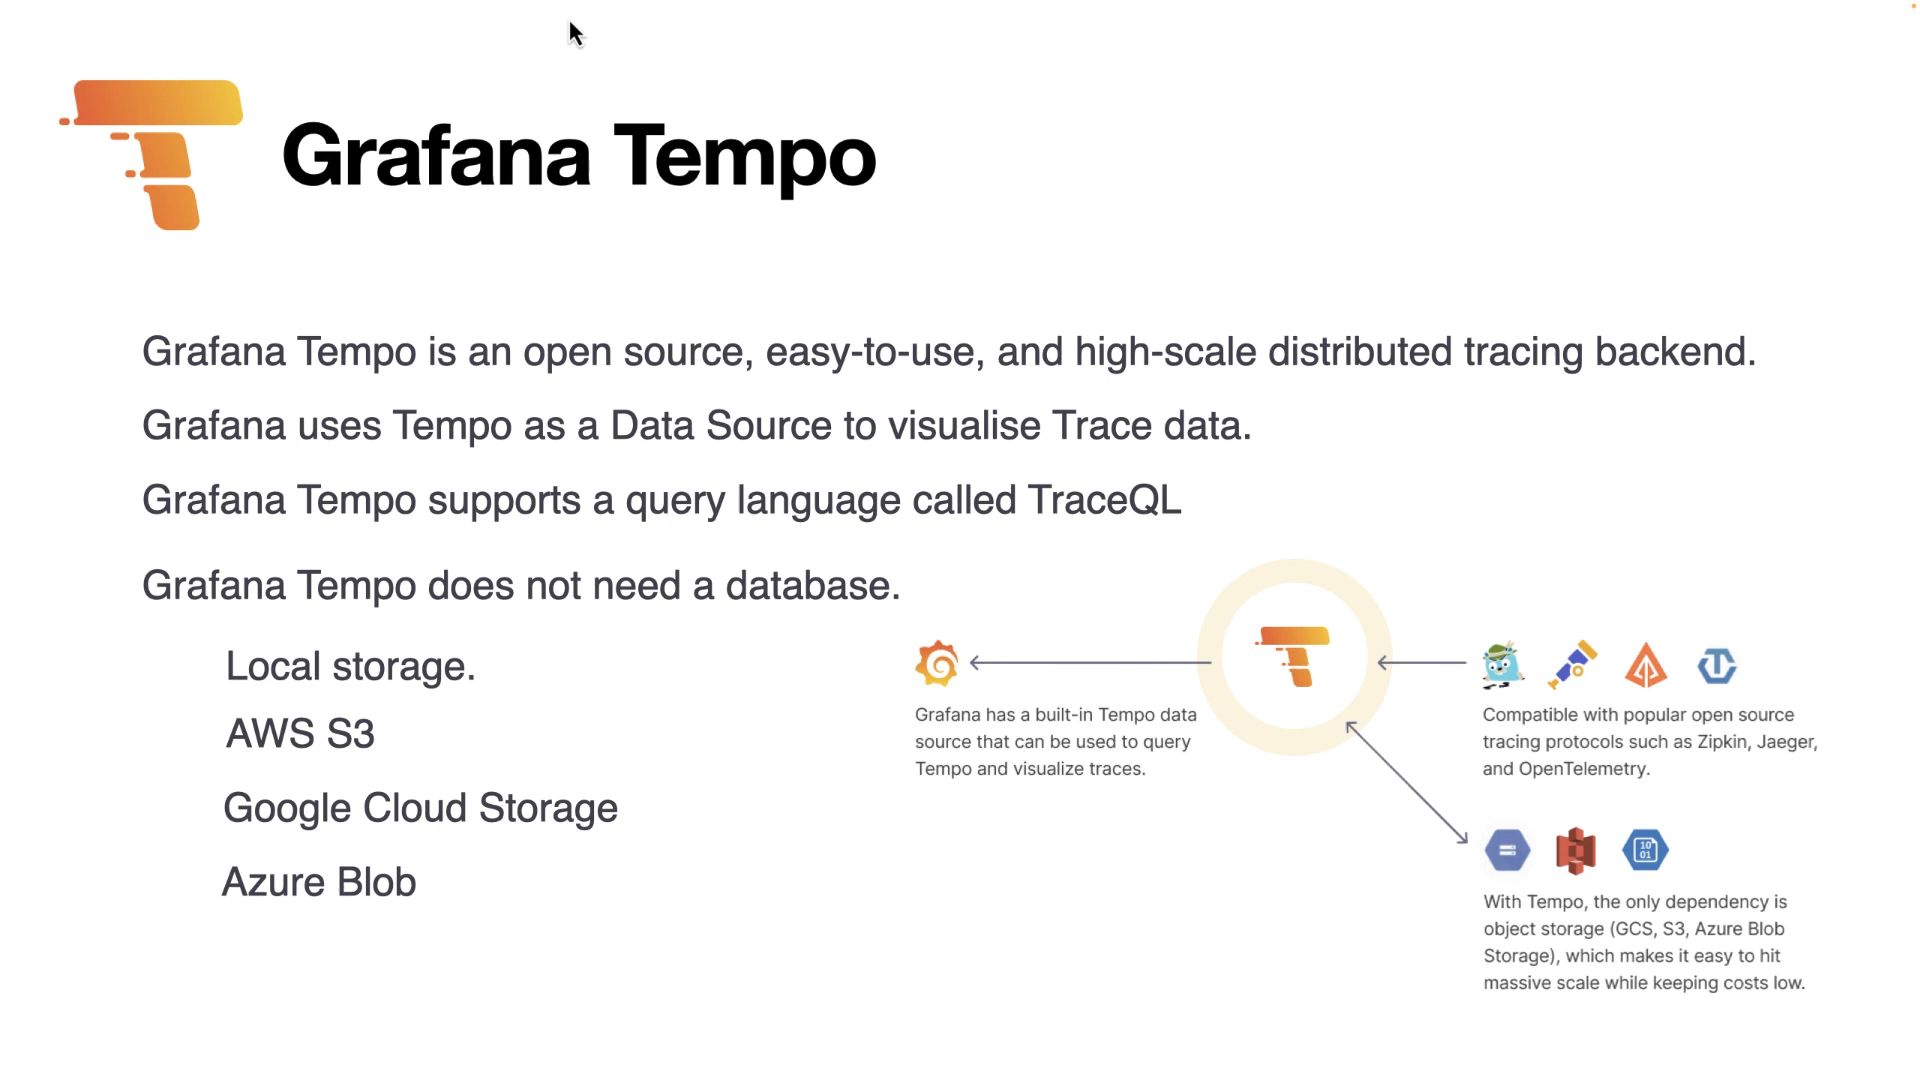 Grafana Tempo
Grafana Tempo is an open source, easy-to-use, and high-scale distributed tracing backend.
Grafana uses Tempo as a Data Source to visualise Trace data.
Grafana Tempo supports a query language called TraceQL
Grafana Tempo does not need a database.
Local storage.
AWS S3
Google Cloud Storage
Azure Blob
Grafana has a built-in Tempo data
source that can be used to query
Tempo and visualize traces.
Compatible with popular open source
tracing protocols such as Zipkin, Jaeger,
and OpenTelemetry.
10
01
With Tempo, the only dependency is
object storage (GCS, S3, Azure Blob
Storage), which makes it easy to hit
massive scale while keeping costs low.